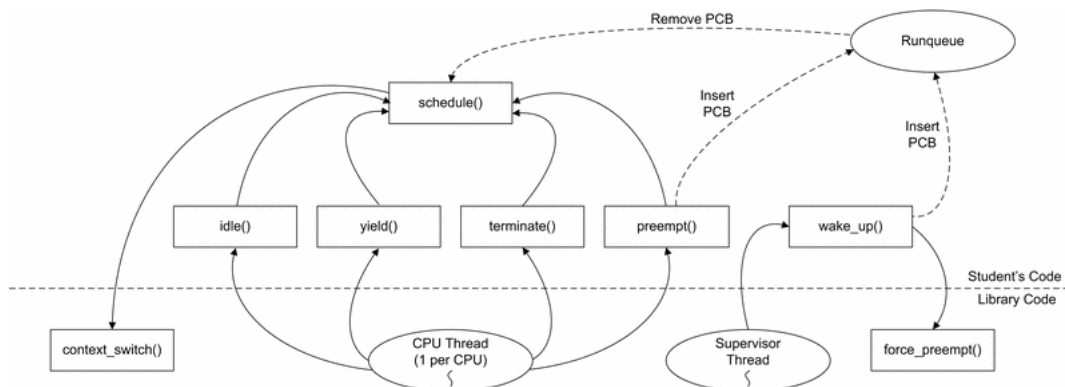 Remove PCB
Runqueue
schedule()
Insert
PCB
Insert
PCB
idle()
yield()
terminate()
preempt()
wake_up()
Student's Code
Library Code
context_switch()
CPU Thread
(1 per CPU)
Supervisor
Thread
force_preempt()